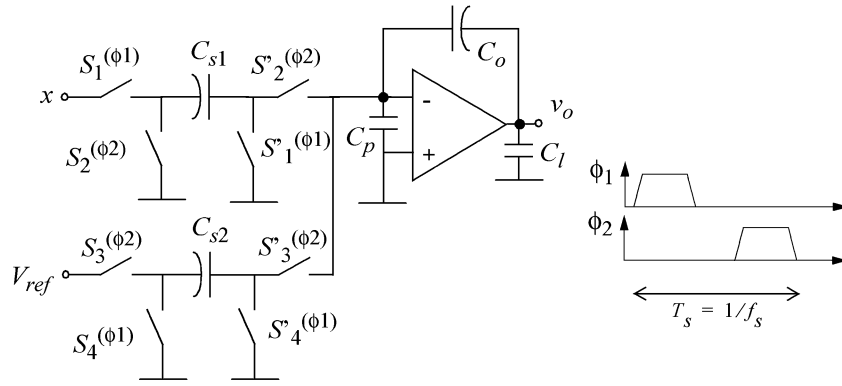 S₁(ϕ1)
Cₛ₁
S'₂(ϕ2)
Cₒ
x
S₂(ϕ2)
S'₁(ϕ1)
Cₚ
-
+
vₒ
Cₗ
Cₛ₂
S₃(ϕ2)
S'₃(ϕ2)
V_ref
S₄(ϕ1)
S'₄(ϕ1)
ϕ₁
ϕ₂
Tₛ = 1/fₛ